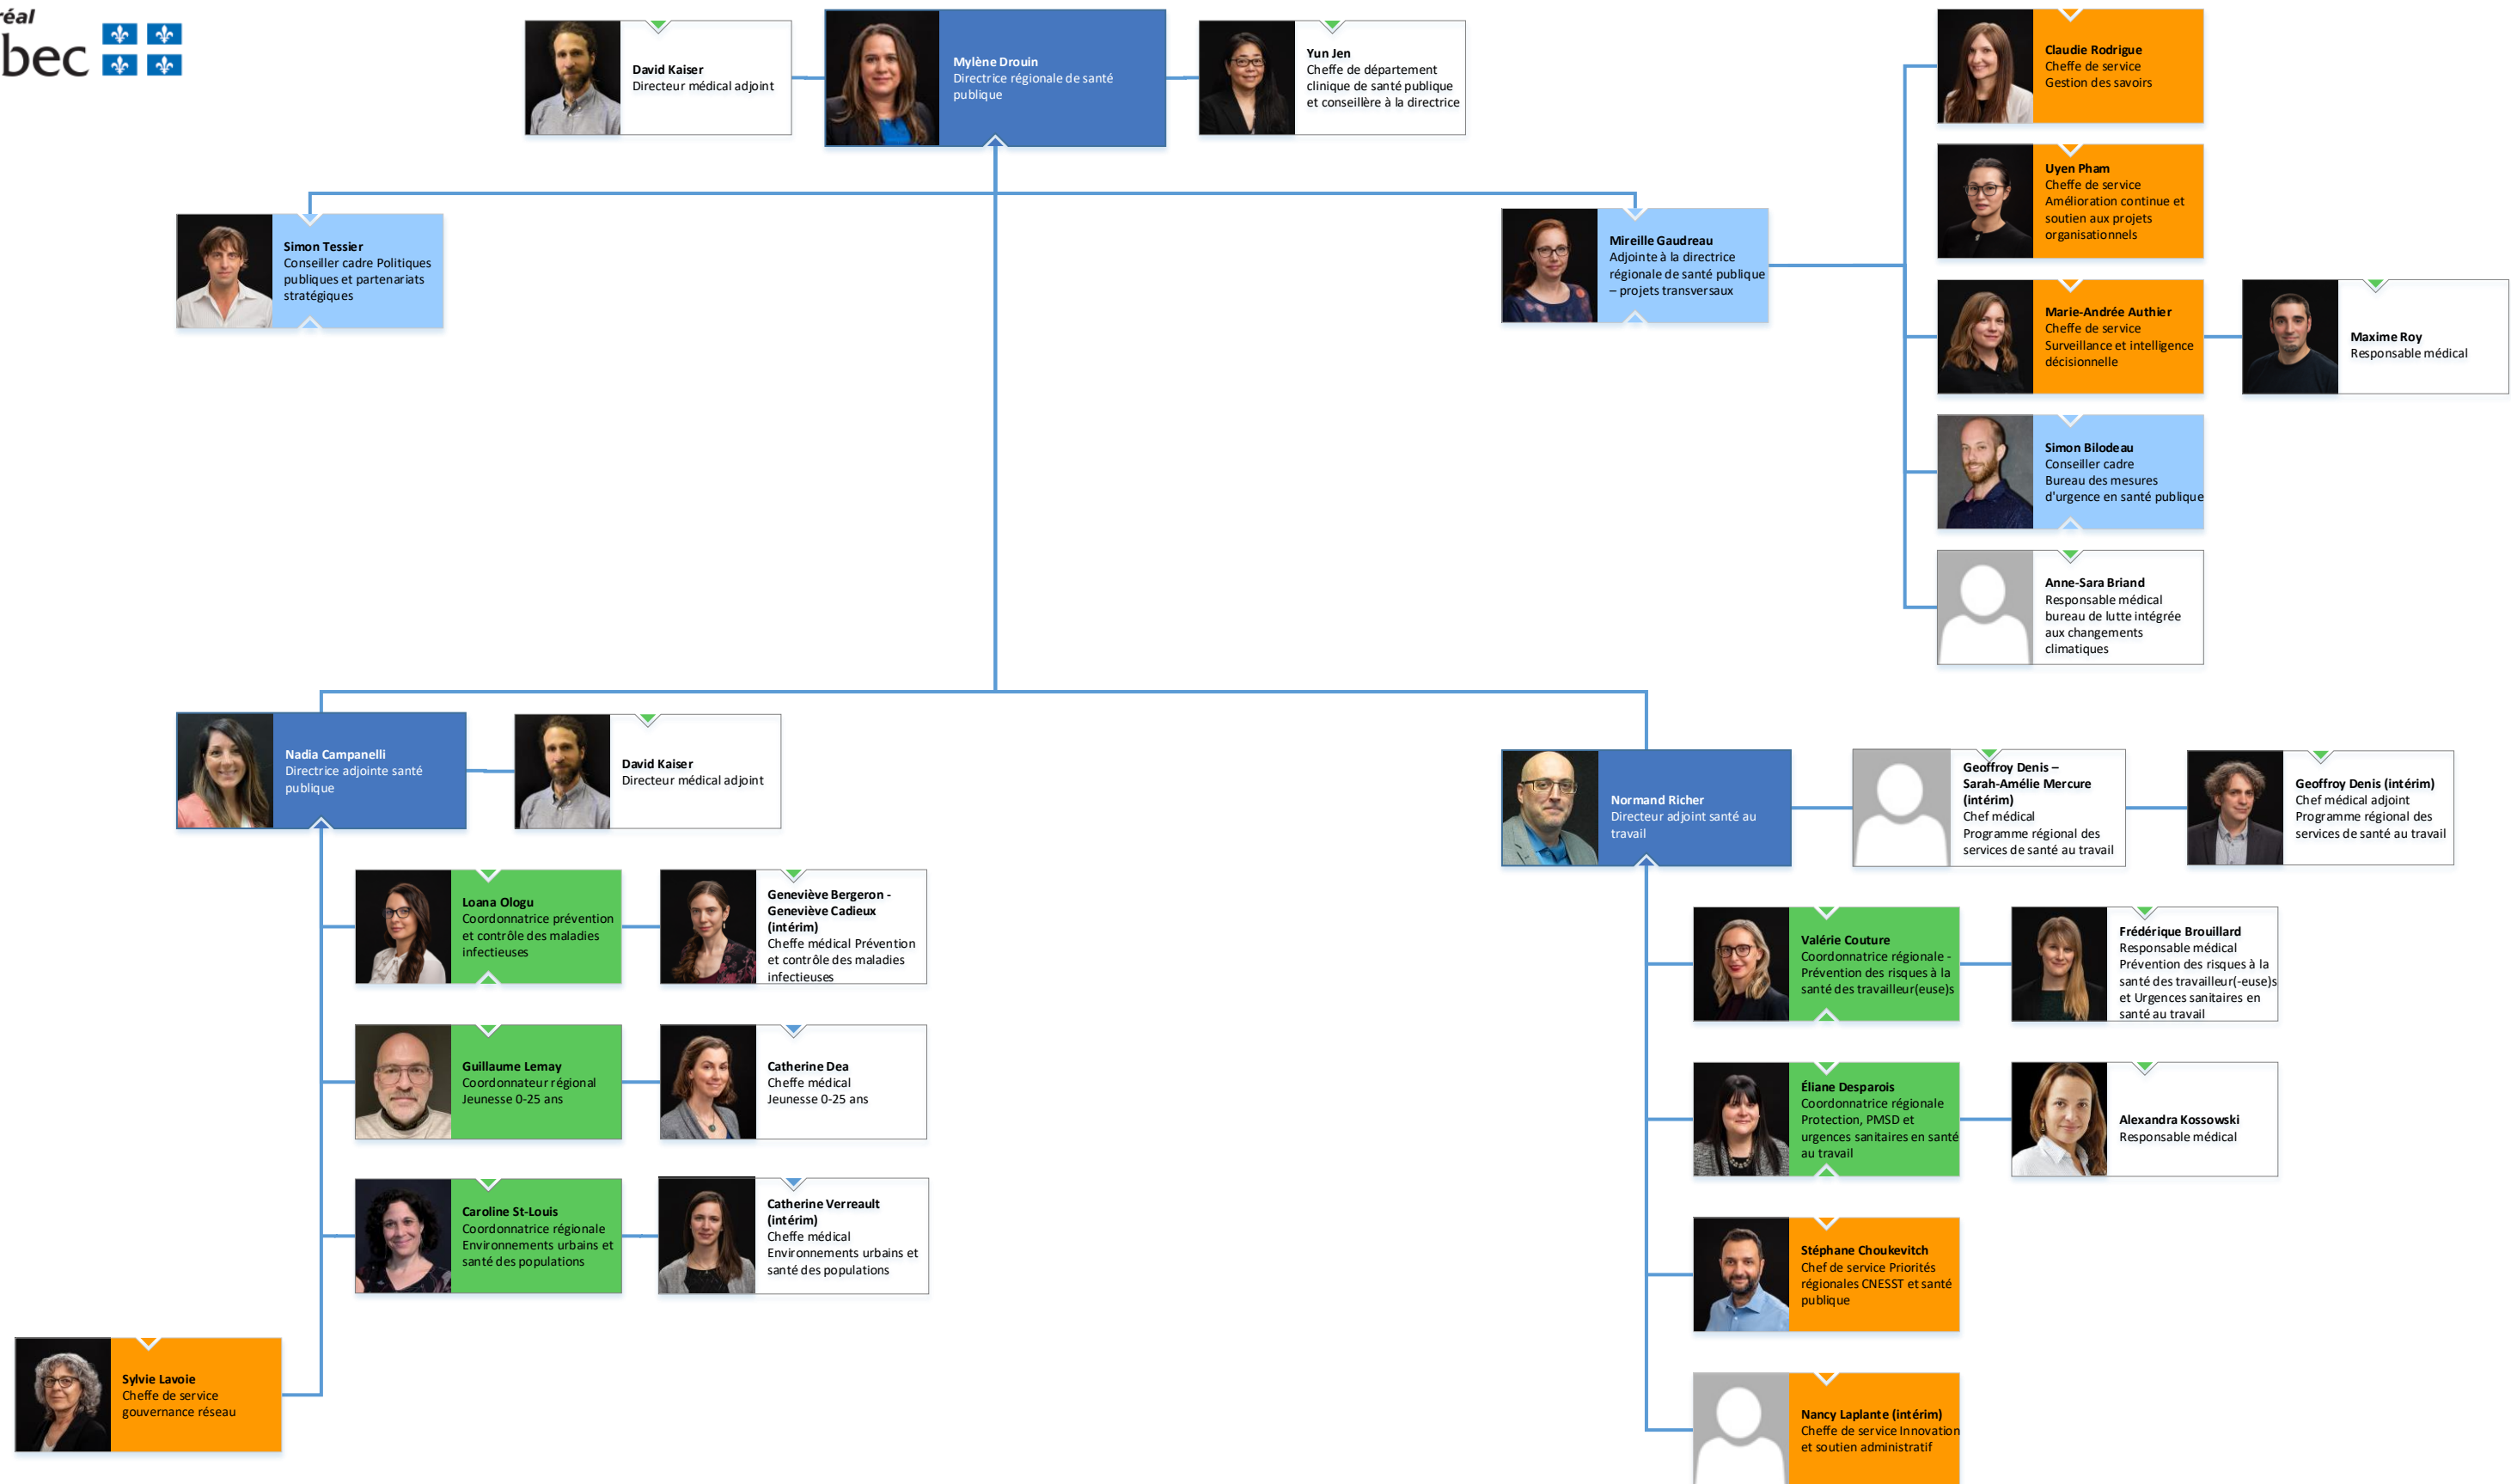 réal
bec
David Kaiser
Directeur médical adjoint
Mylène Drouin
Directrice régionale de santé
publique
Yun Jen
Cheffe de département
clinique de santé publique
et conseillère à la directrice
Claudie Rodrigue
Cheffe de service
Gestion des savoirs
Uyen Pham
Cheffe de service
Amélioration continue et
soutien aux projets
organisationnels
Simon Tessier
Conseiller cadre Politiques
publiques et partenariats
stratégiques
Mireille Gaudreau
Adjointe à la directrice
régionale de santé publique
– projets transversaux
Marie-Andrée Authier
Cheffe de service
Surveillance et intelligence
décisionnelle
Maxime Roy
Responsable médical
Simon Bilodeau
Conseiller cadre
Bureau des mesures
d'urgence en santé publique
Anne-Sara Briand
Responsable médical
bureau de lutte intégrée
aux changements
climatiques
Nadia Campanelli
Directrice adjointe santé
publique
David Kaiser
Directeur médical adjoint
Normand Richer
Directeur adjoint santé au
travail
Geoffroy Denis –
Sarah-Amélie Mercure
(intérim)
Chef médical
Programme régional des
services de santé au travail
Geoffroy Denis (intérim)
Chef médical adjoint
Programme régional des
services de santé au travail
Loana Ologu
Coordonnatrice prévention
et contrôle des maladies
infectieuses
Geneviève Bergeron -
Geneviève Cadieux
(intérim)
Cheffe médical Prévention
et contrôle des maladies
infectieuses
Valérie Couture
Coordonnatrice régionale -
Prévention des risques à la
santé des travailleur(euse)s
Frédérique Brouillard
Responsable médical
Prévention des risques à la
santé des travailleur(-euse)s
et Urgences sanitaires en
santé au travail
Guillaume Lemay
Coordonnateur régional
Jeunesse 0-25 ans
Catherine Dea
Cheffe médical
Jeunesse 0-25 ans
Éliane Desparois
Coordonnatrice régionale
Protection, PMSD et
urgences sanitaires en santé
au travail
Alexandra Kossowski
Responsable médical
Caroline St-Louis
Coordonnatrice régionale
Environnements urbains et
santé des populations
Catherine Verreault
(intérim)
Cheffe médical
Environnements urbains et
santé des populations
Stéphane Choukevitch
Chef de service Priorités
régionales CNESST et santé
publique
Sylvie Lavoie
Cheffe de service
gouvernance réseau
Nancy Laplante (intérim)
Cheffe de service Innovation
et soutien administratif